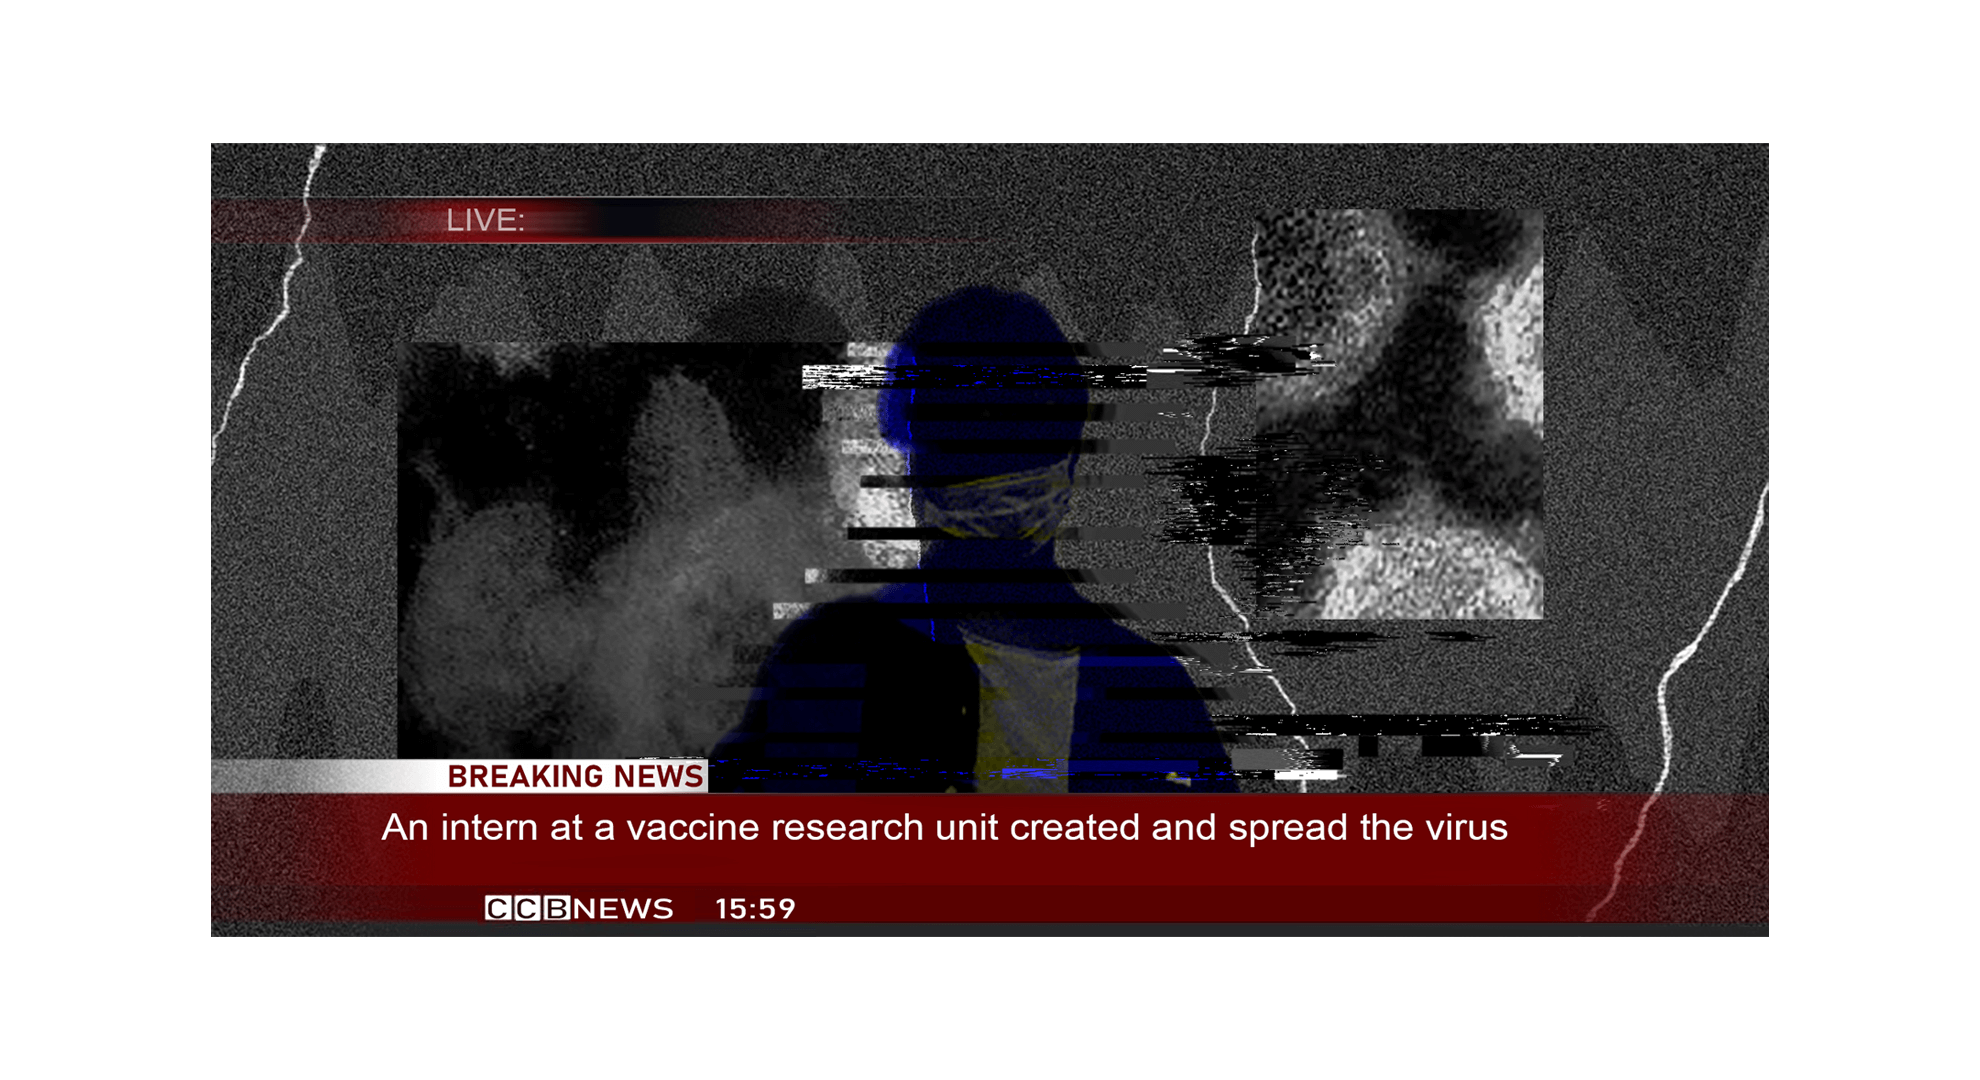 LIVE:
BREAKING NEWS
An intern at a vaccine research unit created and spread the virus
CCBNEWS 15:59